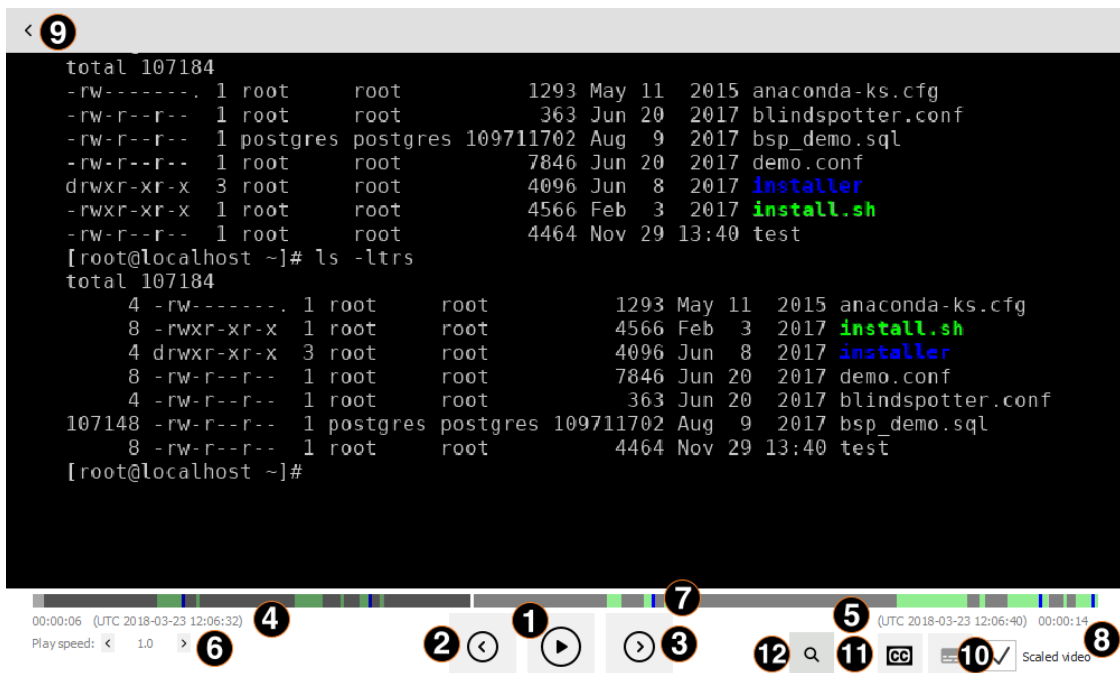 < 9
total 107184
-rw-------. 1 root root 1293 May 11 2015 anaconda-ks.cfg
-rw-r--r-- 1 root root 363 Jun 20 2017 blindspotter.conf
-rw-r--r-- 1 postgres postgres 109711702 Aug 9 2017 bsp_demo.sql
-rw-r--r-- 1 root root 7846 Jun 20 2017 demo.conf
drwxr-xr-x 3 root root 4096 Jun 8 2017 installer
-rwxr-xr-x 1 root root 4566 Feb 3 2017 install.sh
-rw-r--r-- 1 root root 4464 Nov 29 13:40 test
[root@localhost ~]# ls -ltrs
total 107184
4 -rw-------. 1 root root 1293 May 11 2015 anaconda-ks.cfg
8 -rwxr-xr-x 1 root root 4566 Feb 3 2017 install.sh
4 drwxr-xr-x 3 root root 4096 Jun 8 2017 installer
8 -rw-r--r-- 1 root root 7846 Jun 20 2017 demo.conf
4 -rw-r--r-- 1 root root 363 Jun 20 2017 blindspotter.conf
107148 -rw-r--r-- 1 postgres postgres 109711702 Aug 9 2017 bsp_demo.sql
8 -rw-r--r-- 1 root root 4464 Nov 29 13:40 test
[root@localhost ~]#
7
00:00:06 (UTC 2018-03-23 12:06:32) 4 1 5 (UTC 2018-03-23 12:06:40) 00:00:14
Play speed: < 1.0 > 6 2 < > 3 12 11 CC 10 Scaled video 8